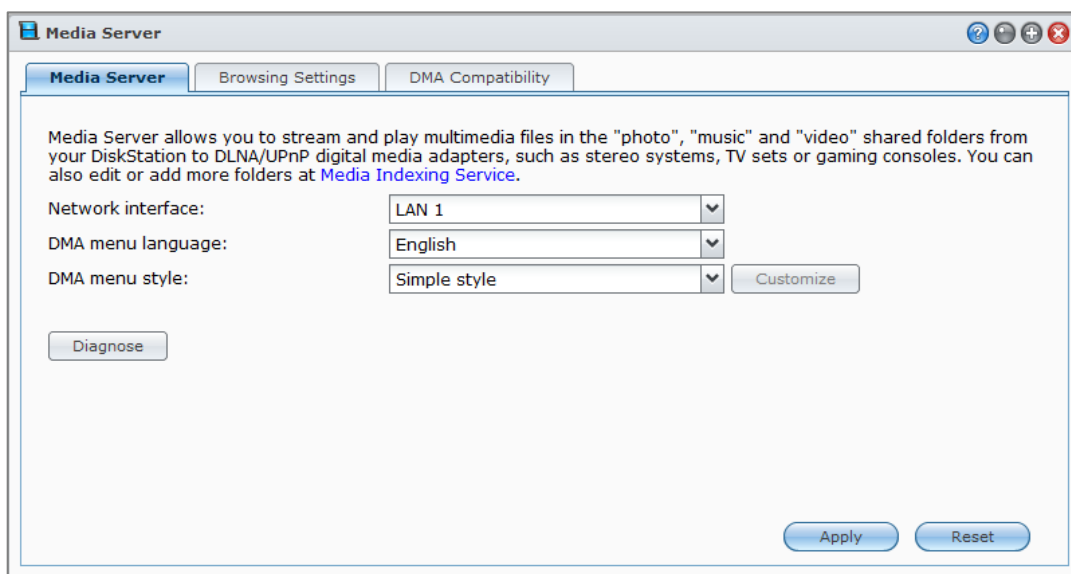 Media Server
Media Server Browsing Settings DMA Compatibility
Media Server allows you to stream and play multimedia files in the "photo", "music" and "video" shared folders from
your DiskStation to DLNA/UPnP digital media adapters, such as stereo systems, TV sets or gaming consoles. You can
also edit or add more folders at Media Indexing Service.
Network interface: LAN 1
DMA menu language: English
DMA menu style: Simple style Customize
Diagnose
Apply Reset